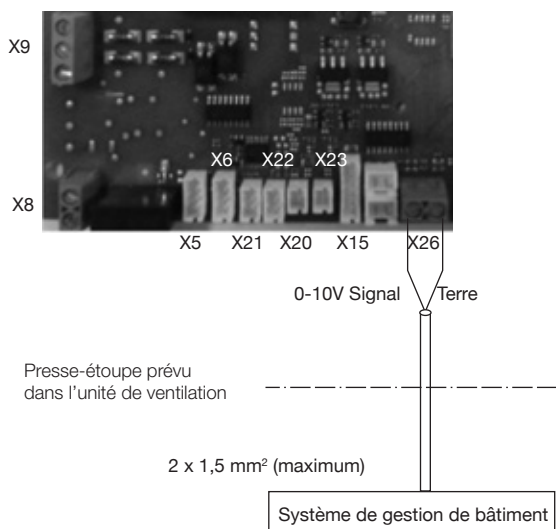 X9
X6
X22
X23
X8
X5
X21
X20
X15
X26
0-10V Signal
Terre
Presse-étoupe prévu
dans l'unité de ventilation
2 x 1,5 mm² (maximum)
Système de gestion de bâtiment